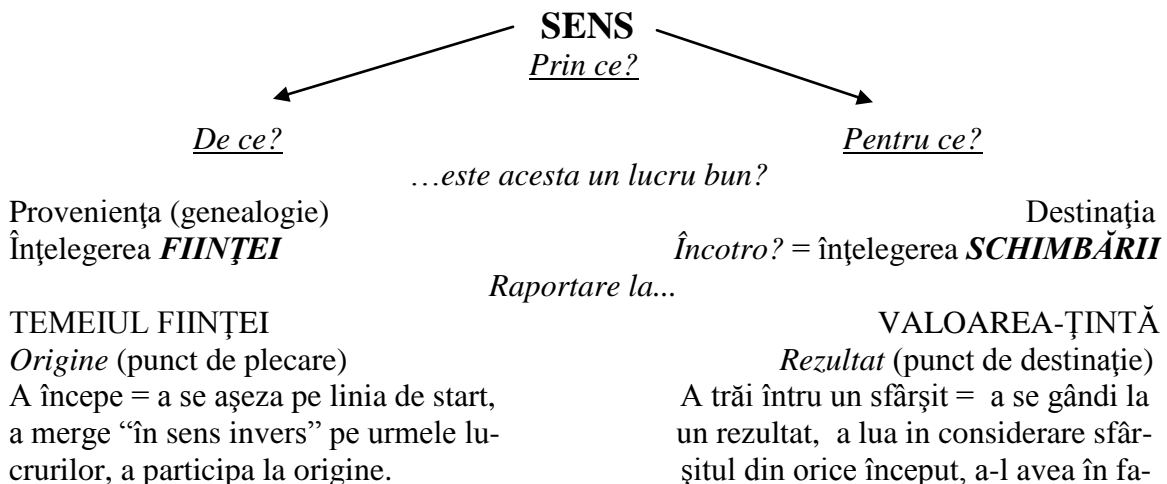 SENS
Prin ce?
De ce? Pentru ce?
…este acesta un lucru bun?
Provenienţa (genealogie) Destinaţia
Înţelegerea FIINŢEI Încotro? = înţelegerea SCHIMBĂRII
Raportare la...
TEMEIUL FIINŢEI VALOAREA-ŢINTĂ
Origine (punct de plecare) Rezultat (punct de destinaţie)
A începe = a se aşeza pe linia de start, A trăi întru un sfârşit = a se gândi la
a merge “în sens invers” pe urmele lu- un rezultat, a lua in considerare sfâr-
crurilor, a participa la origine. şitul din orice început, a-l avea în fa-